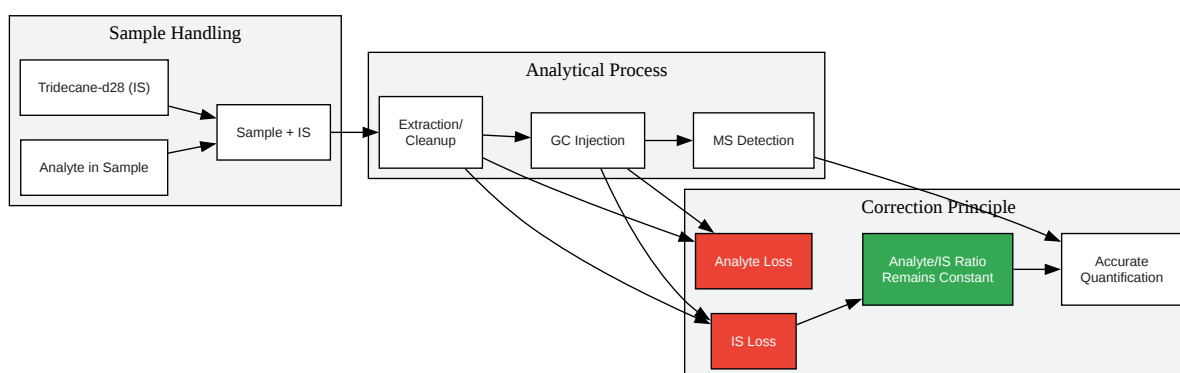 Sample Handling
Tridecane-d28 (IS)
Analyte in Sample
Sample + IS
Analytical Process
Extraction/
Cleanup
GC Injection
MS Detection
Correction Principle
Analyte Loss
IS Loss
Analyte/IS Ratio
Remains Constant
Accurate
Quantification